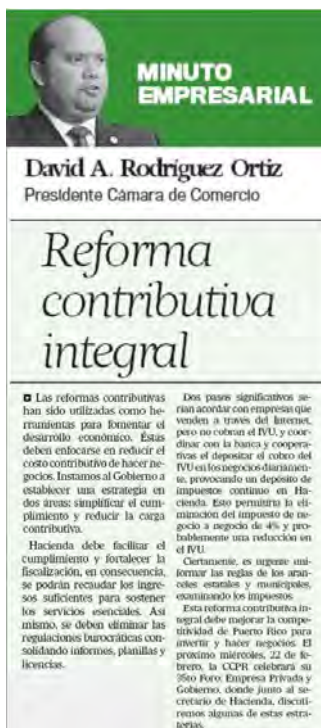 MINUTO
EMPRESARIAL
David A. Rodríguez Ortiz
Presidente Cámara de Comercio
Reforma
contributiva
integral
Las reformas contributivas
han sido utilizadas como he-
rramientas para fomentar el
desarrollo económico. Éstas
deben enfocarse en reducir el
costo contributivo de hacer ne-
gocios. Instamos al Gobierno a
establecer una estrategia en
dos áreas: simplificar el cum-
plimiento y reducir la carga
contributiva.
Hacienda debe facilitar el
cumplimiento y fortalecer la
fiscalización, en consecuencia,
se podrán recaudar los ingre-
sos suficientes para sostener
los servicios esenciales. Así
mismo, se deben eliminar las
regulaciones burocráticas con-
solidando informes, planillas y
licencias.
Dos pasos significativos se-
rían acordar con empresas que
venden a través del Internet,
pero no cobran el IVU, y coor-
dinar con la banca y cooperati-
vas el depositar el cobro del
IVU en los negocios diariamen-
te, provocando un depósito de
impuestos continuo en Ha-
cienda. Esto permitiría la eli-
minación del impuesto de ne-
gocio a negocio de 4% y pro-
bablemente una reducción en
el IVU.
Ciertamente, es urgente uni-
formar las reglas de los aran-
celes estatales y municipales,
examinando los impuestos.
Esta reforma contributiva in-
tegral debe mejorar la compe-
titividad de Puerto Rico para
invertir y hacer negocios. El
próximo miércoles, 22 de fe-
brero, la CCPR celebrará su
35to Foro: Empresa Privada y
Gobierno, donde junto al se-
cretario de Hacienda, discuti-
remos algunas de estas estra-
tegias.